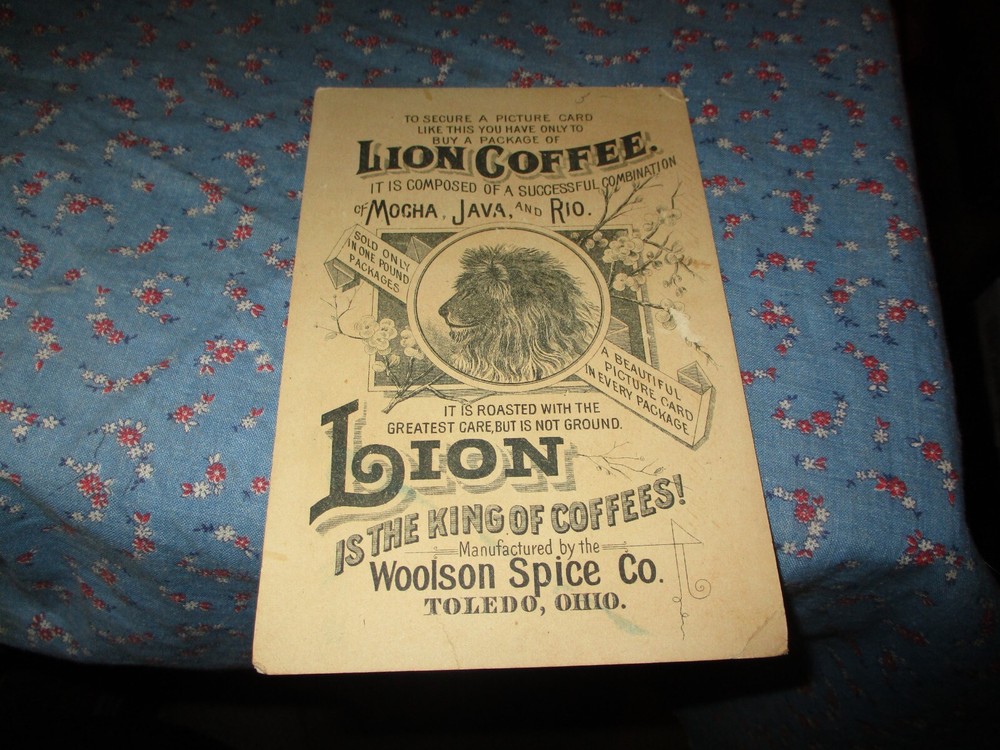 TO SECURE A PICTURE CARD
LIKE THIS YOU HAVE ONLY TO
BUY A PACKAGE OF
LION COFFEE.
IT IS COMPOSED OF A SUCCESSFUL COMBINATION
OF MOCHA, JAVA, AND RIO.
SOLD ONLY
IN ONE POUND
PACKAGES
A BEAUTIFUL
PICTURE CARD
IN EVERY PACKAGE
IT IS ROASTED WITH THE
GREATEST CARE, BUT IS NOT GROUND.
LION
IS THE KING OF COFFEES!
Manufactured by the
WOOLSON SPICE CO.
TOLEDO, OHIO.